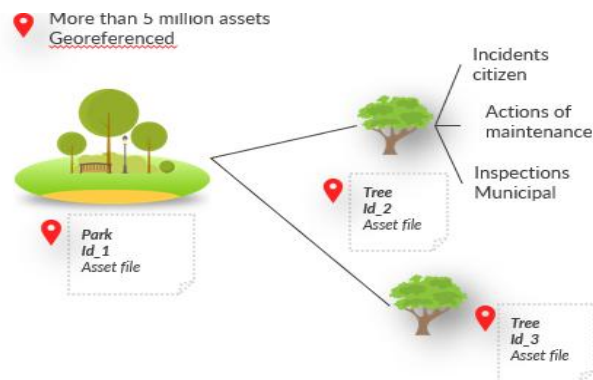 More than 5 million assets
Georeferenced
Incidents
citizen
Actions of
maintenance
Inspections
Municipal
Park
Id_1
Asset file
Tree
Id_2
Asset file
Tree
Id_3
Asset file